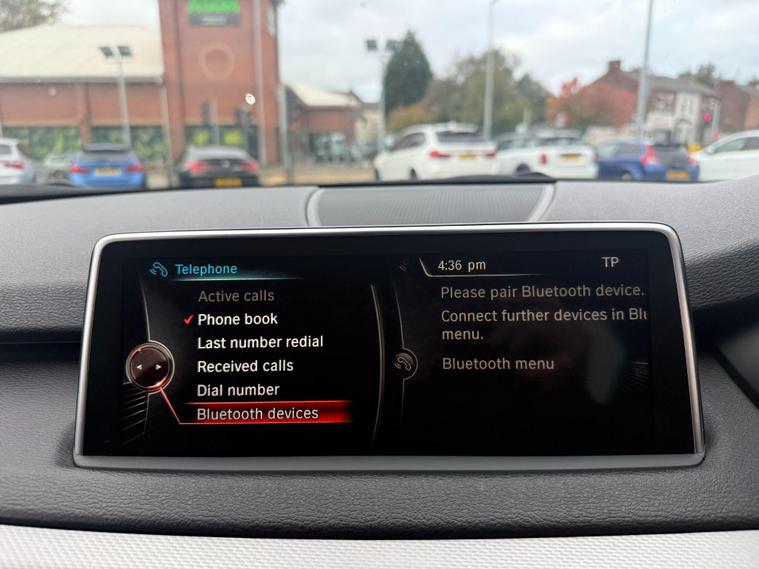 Telephone
4:36 pm
TP
Active calls
Phone book
Last number redial
Received calls
Dial number
Bluetooth devices
Please pair Bluetooth device.
Connect further devices in Blu
menu.
Bluetooth menu